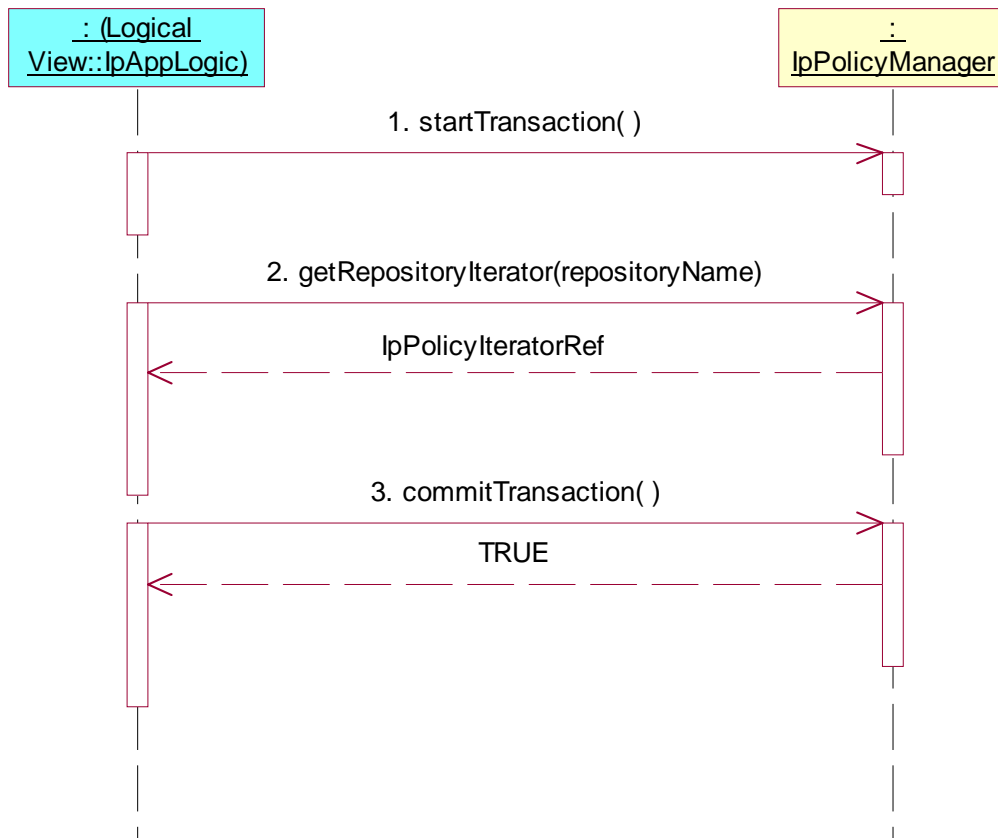 : (Logical
View::IpAppLogic)
:
IpPolicyManager
1. startTransaction( )
2. getRepositoryIterator(repositoryName)
IpPolicyIteratorRef
3. commitTransaction( )
TRUE